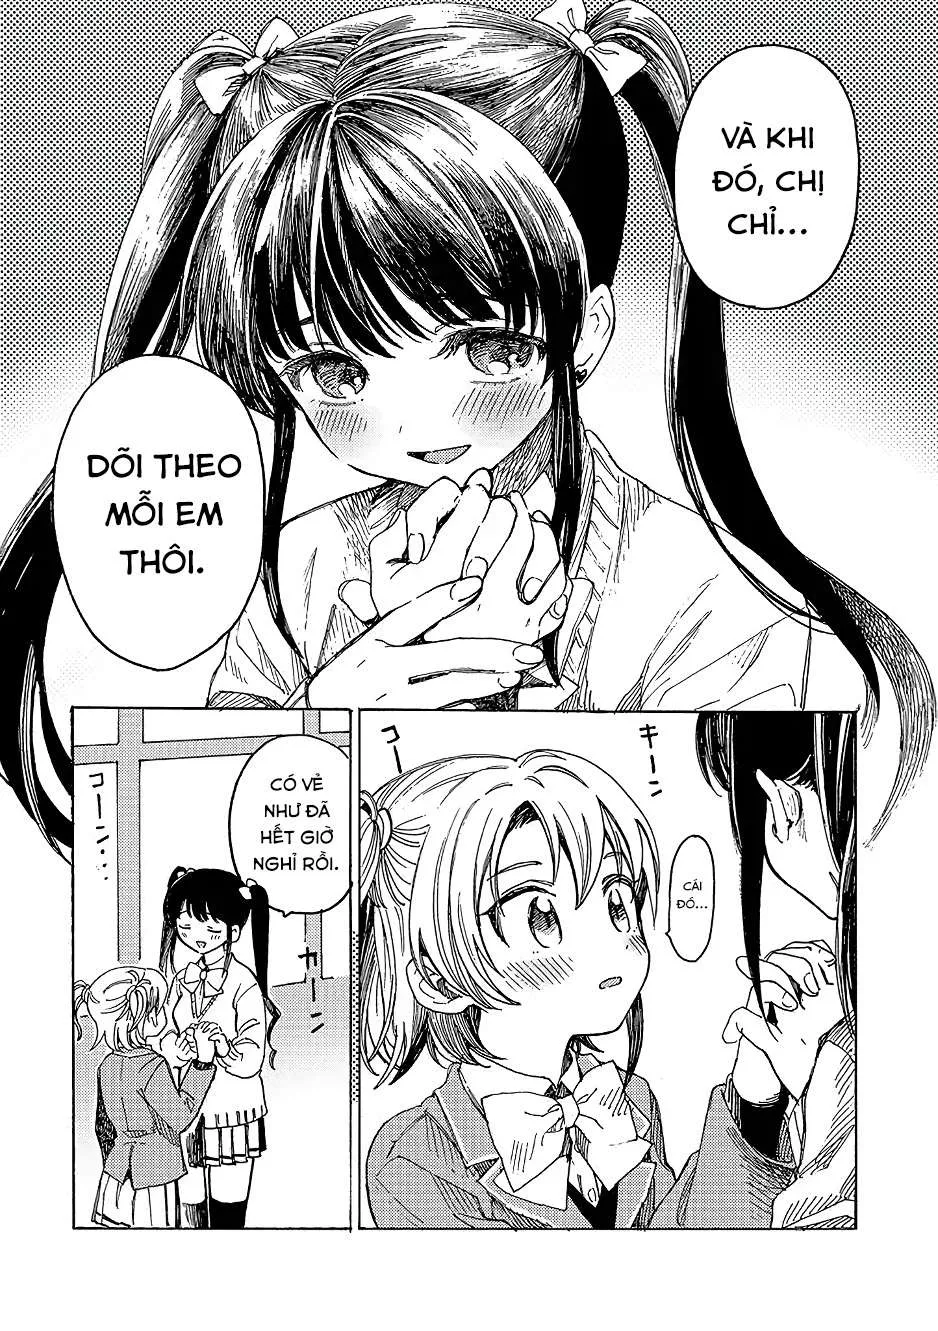 VÀ KHI
ĐÓ, CHỊ
CHỈ...
DÕI THEO
MỖI EM
THÔI.
キーン
コーン
CÁI
ĐÓ...
CÓ VẺ
NHƯ ĐÃ
HẾT GIỜ
NGHỈ RỒI.
カーン
コーン...